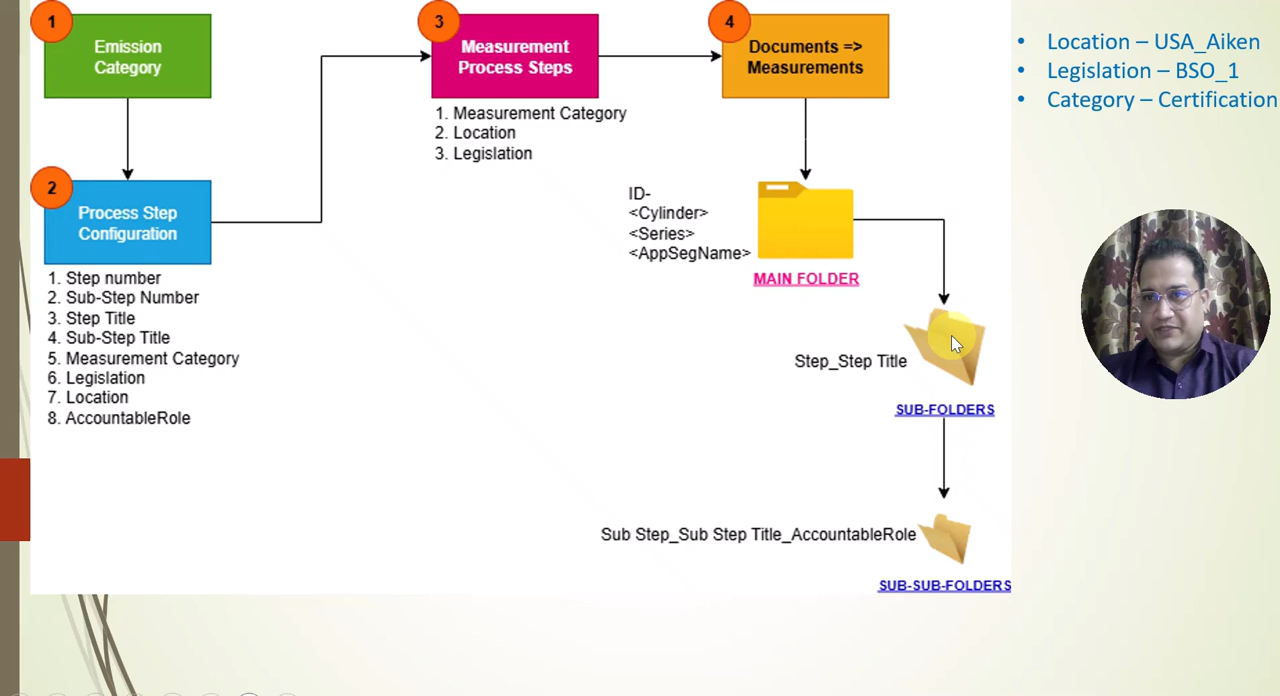 1
Emission
Category
2
Process Step
Configuration
1. Step number
2. Sub-Step Number
3. Step Title
4. Sub-Step Title
5. Measurement Category
6. Legislation
7. Location
8. AccountableRole
3
Measurement
Process Steps
1. Measurement Category
2. Location
3. Legislation
4
Documents =>
Measurements
ID-
<Cylinder>
<Series>
<AppSegName>
MAIN FOLDER
Step_Step Title
SUB-FOLDERS
Sub Step_Sub Step Title_AccountableRole
SUB-SUB-FOLDERS
• Location – USA_Aiken
• Legislation – BSO_1
• Category – Certification